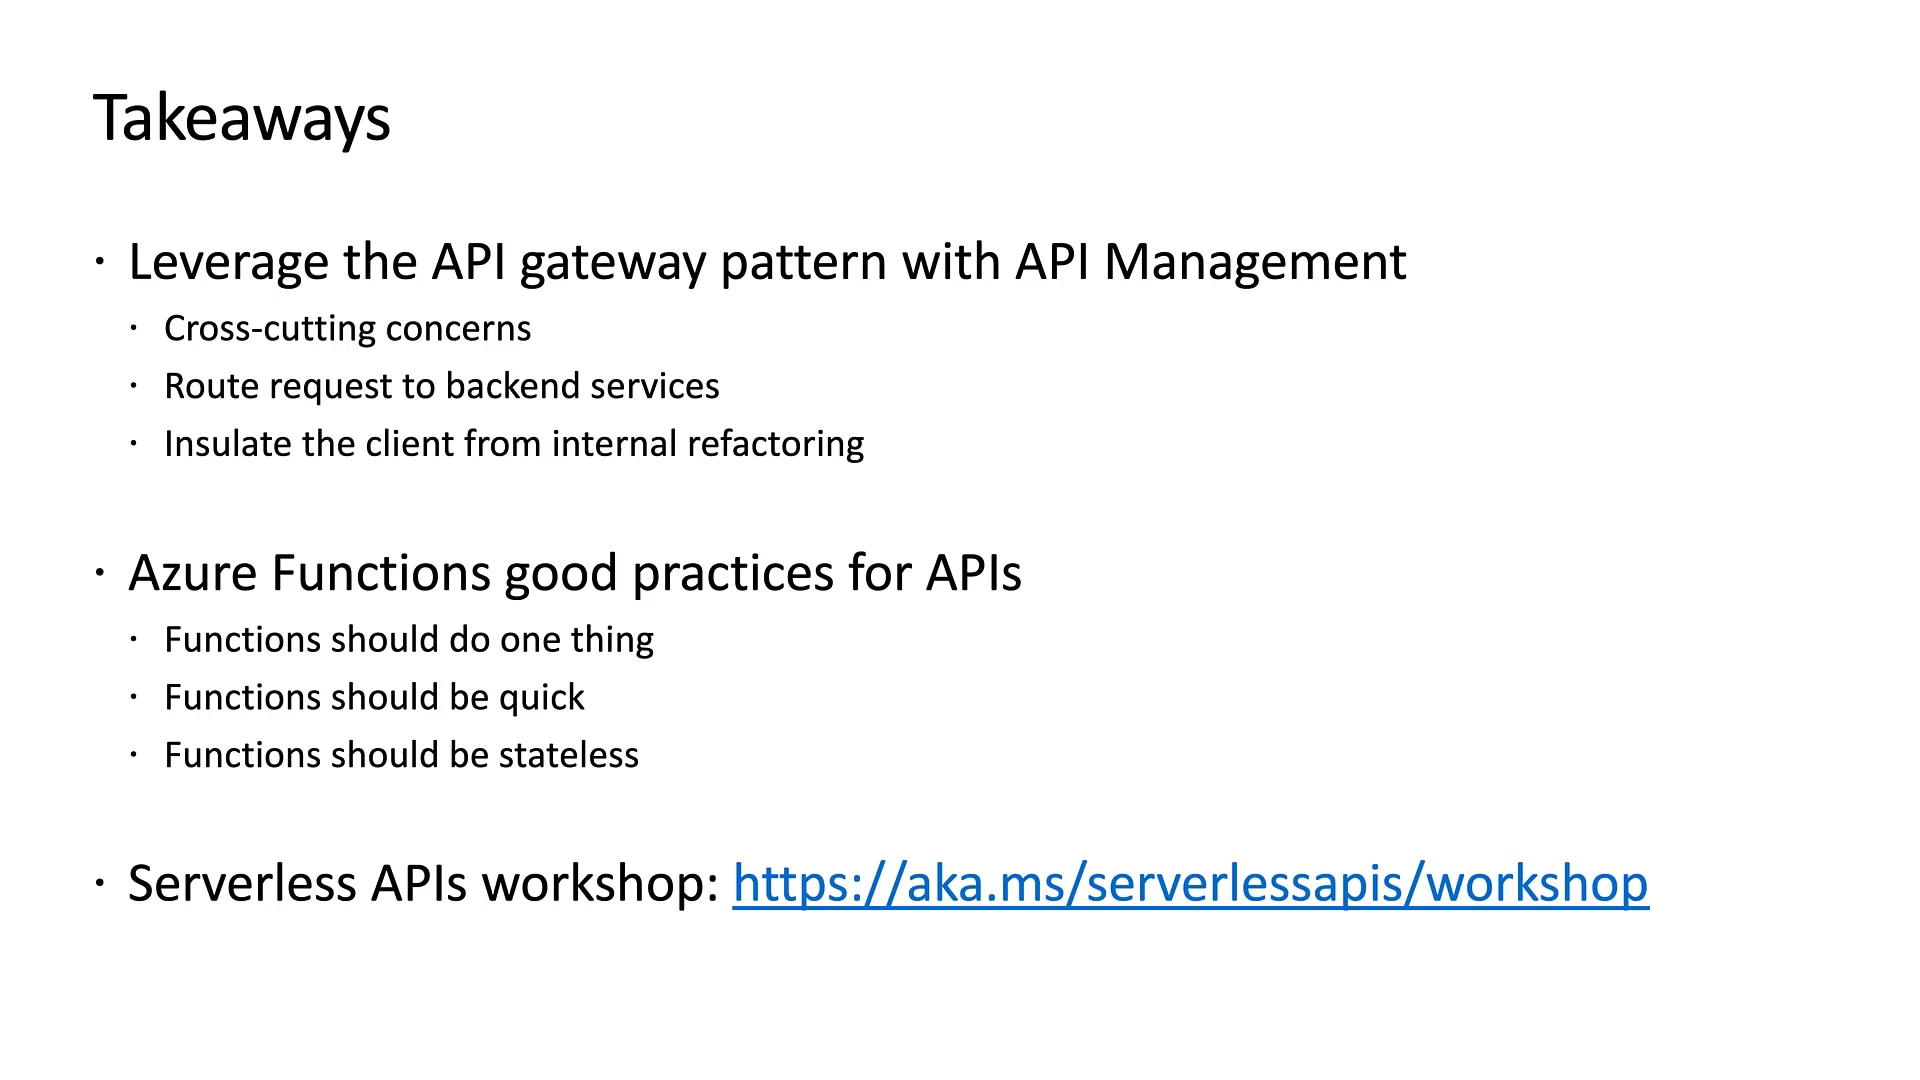 Takeaways
· Leverage the API gateway pattern with API Management
· Cross-cutting concerns
· Route request to backend services
· Insulate the client from internal refactoring
· Azure Functions good practices for APIs
· Functions should do one thing
· Functions should be quick
· Functions should be stateless
· Serverless APIs workshop: https://aka.ms/serverlessapis/workshop